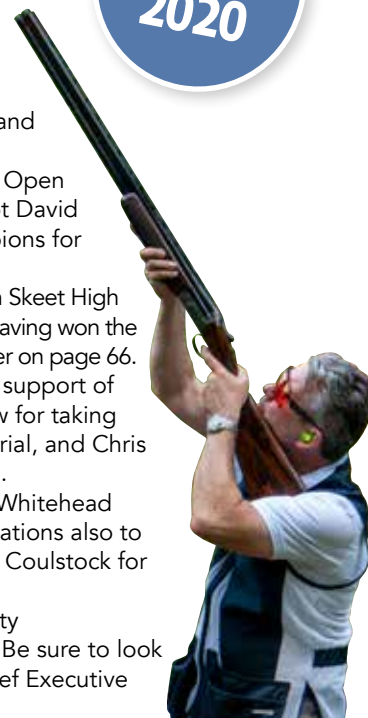 2020
and
Open
t David
ions for
Skeet High
aving won the
er on page 66.
support of
w for taking
rial, and Chris
.
Whitehead
ations also to
Coulstock for
ty
Be sure to look
ef Executive